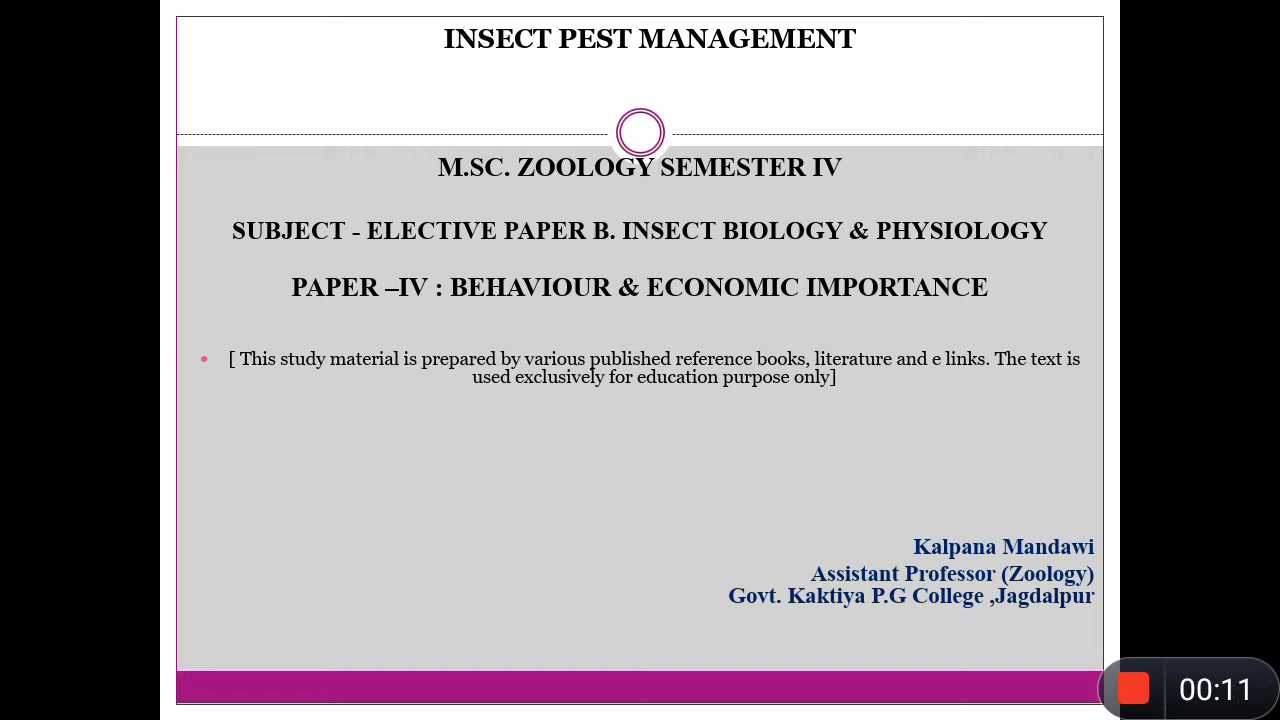 INSECT PEST MANAGEMENT
M.SC. ZOOLOGY SEMESTER IV
SUBJECT - ELECTIVE PAPER B. INSECT BIOLOGY & PHYSIOLOGY
PAPER –IV : BEHAVIOUR & ECONOMIC IMPORTANCE
• [ This study material is prepared by various published reference books, literature and e links. The text is
used exclusively for education purpose only]
Kalpana Mandawi
Assistant Professor (Zoology)
Govt. Kaktiya P.G College ,Jagdalpur
00:11